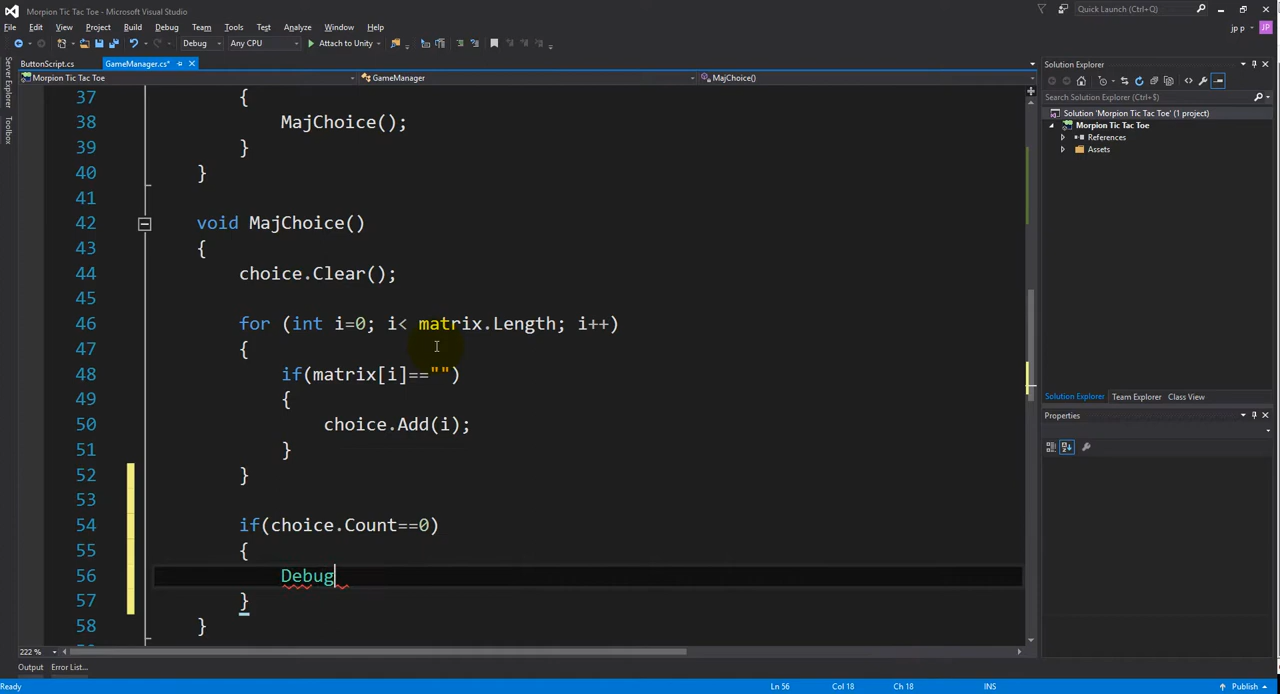 Morpion Tic Tac Toe - Microsoft Visual Studio
Quick Launch (Ctrl+Q)
File Edit View Project Build Debug Team Tools Test Analyze Window Help
jp p JP
Debug Any CPU Attach to Unity
ButtonScript.cs GameManager.cs*
Morpion Tic Tac Toe GameManager MajChoice()
Server Explorer
Toolbox
37 {
38 MajChoice();
39 }
40 }
41
42 void MajChoice()
43 {
44 choice.Clear();
45
46 for (int i=0; i< matrix.Length; i++)
47 {
48 if(matrix[i]=="")
49 {
50 choice.Add(i);
51 }
52 }
53
54 if(choice.Count==0)
55 {
56 Debug
57 }
58 }
222 %
Solution Explorer
Search Solution Explorer (Ctrl+$)
Solution 'Morpion Tic Tac Toe' (1 project)
Morpion Tic Tac Toe
References
Assets
Solution Explorer Team Explorer Class View
Properties
Output Error List...
Ready Ln 56 Col 18 Ch 18 INS Publish